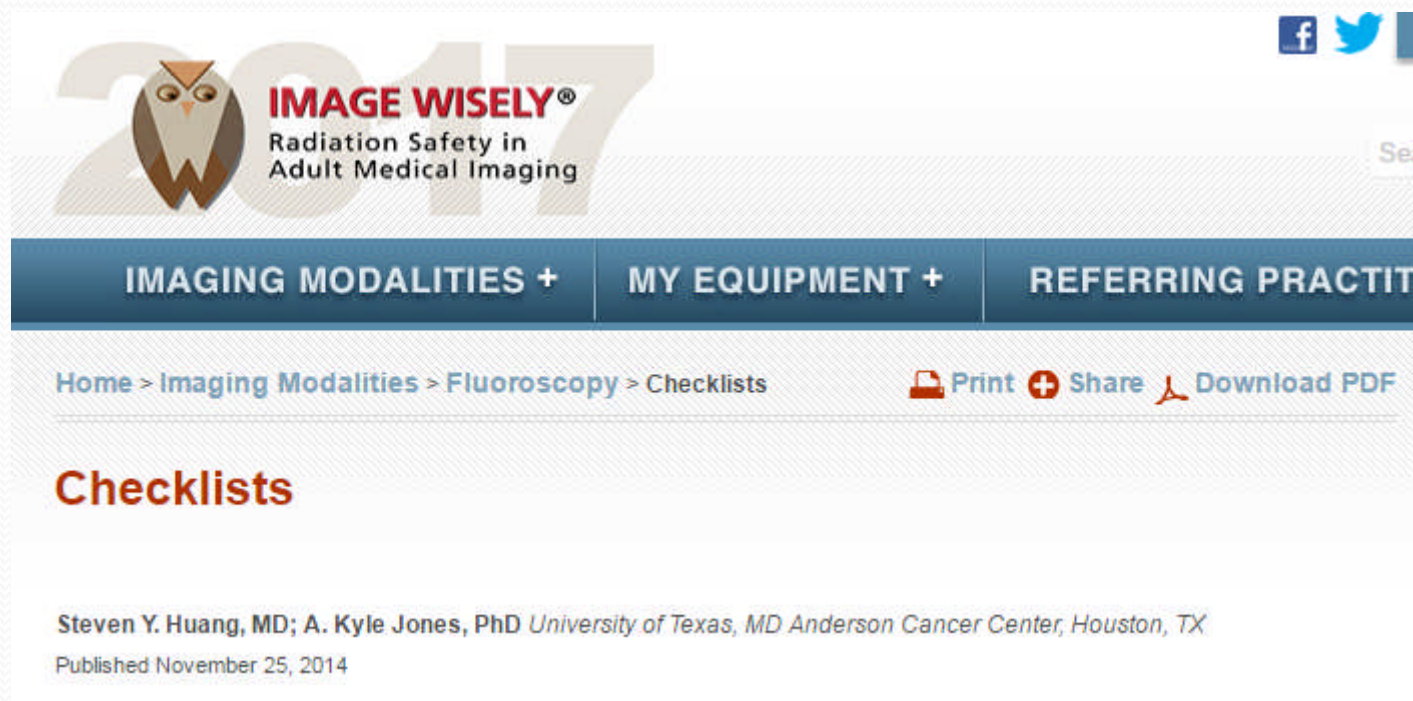 2017
IMAGE WISELY®
Radiation Safety in
Adult Medical Imaging
IMAGING MODALITIES +
MY EQUIPMENT +
Home > Imaging Modalities > Fluoroscopy > Checklists
Print Share Download PDF
REFERRING
Checklists
Steven Y. Huang, MD; A. Kyle Jones, PhD University of Texas, MD Anderson Cancer Center, Houston, TX
Published November 25, 2014